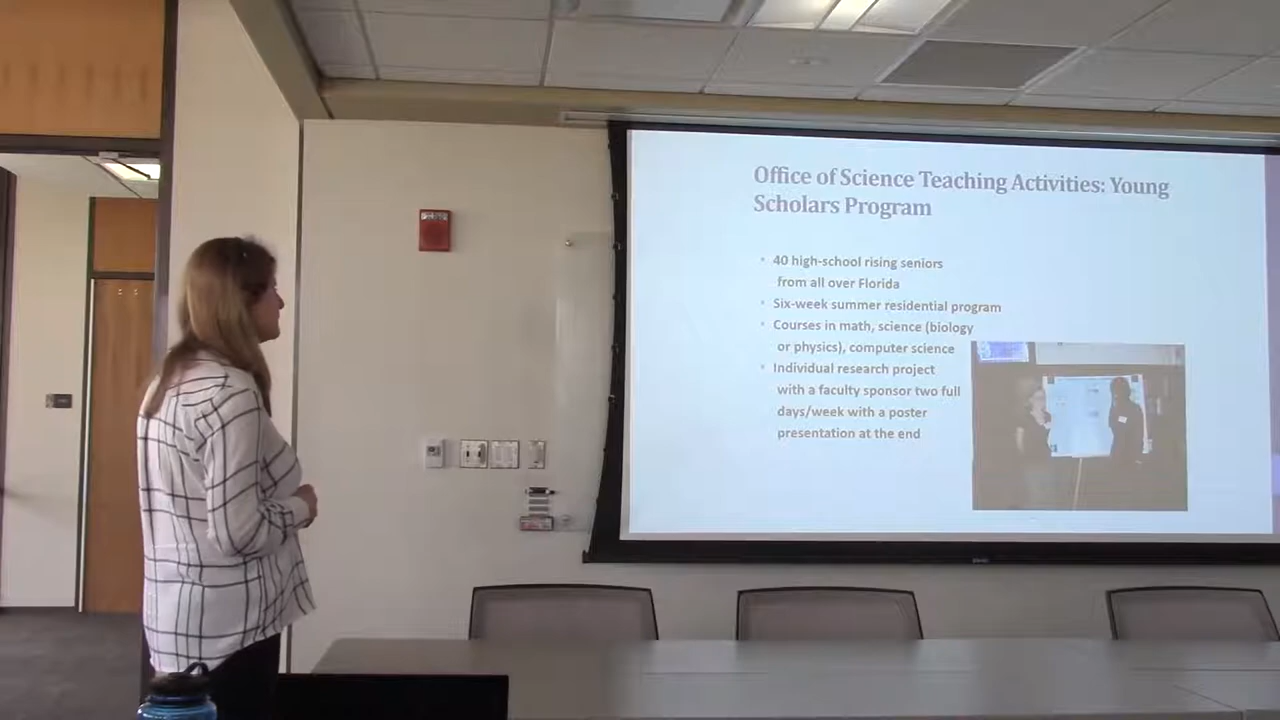 Office of Science Teaching Activities: Young
Scholars Program
• 40 high-school rising seniors
from all over Florida
• Six-week summer residential program
• Courses in math, science (biology
or physics), computer science
• Individual research project
with a faculty sponsor two full
days/week with a poster
presentation at the end